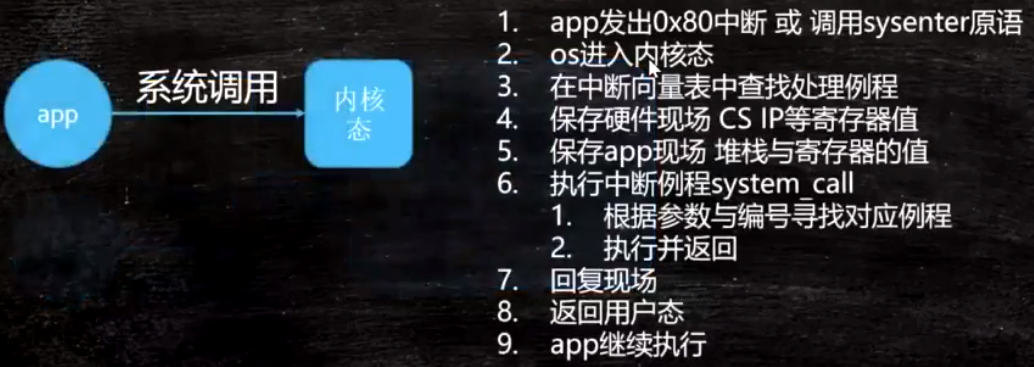 app
系统调用
内核
态
1. app发出0x80中断 或 调用sysenter原语
2. os进入内核态
3. 在中断向量表中查找处理例程
4. 保存硬件现场 CS IP等寄存器值
5. 保存app现场 堆栈与寄存器的值
6. 执行中断例程system_call
1. 根据参数与编号寻找对应例程
2. 执行并返回
7. 回复现场
8. 返回用户态
9. app继续执行